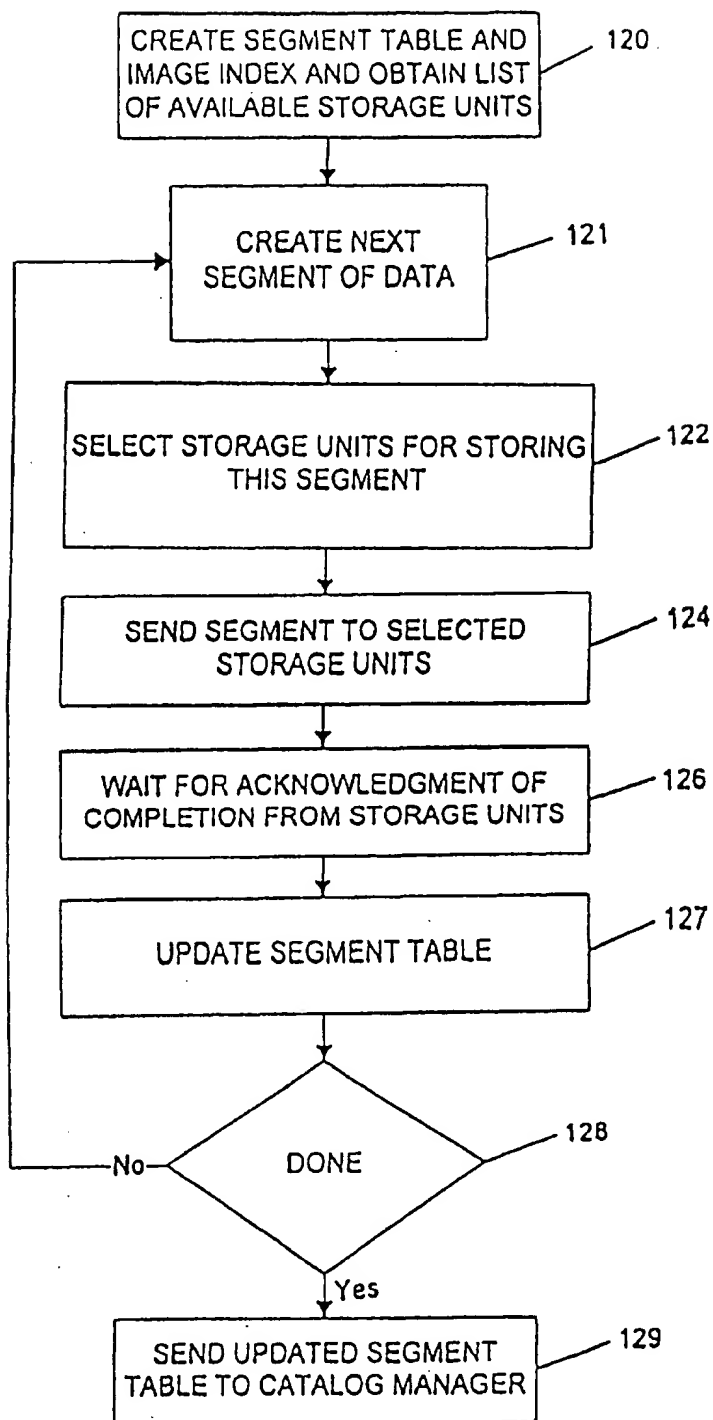 CREATE SEGMENT TABLE AND
IMAGE INDEX AND OBTAIN LIST
OF AVAILABLE STORAGE UNITS
120
CREATE NEXT
SEGMENT OF DATA
121
SELECT STORAGE UNITS FOR STORING
THIS SEGMENT
122
SEND SEGMENT TO SELECTED
STORAGE UNITS
124
WAIT FOR ACKNOWLEDGMENT OF
COMPLETION FROM STORAGE UNITS
126
UPDATE SEGMENT TABLE
127
DONE
128
No
Yes
SEND UPDATED SEGMENT
TABLE TO CATALOG MANAGER
129